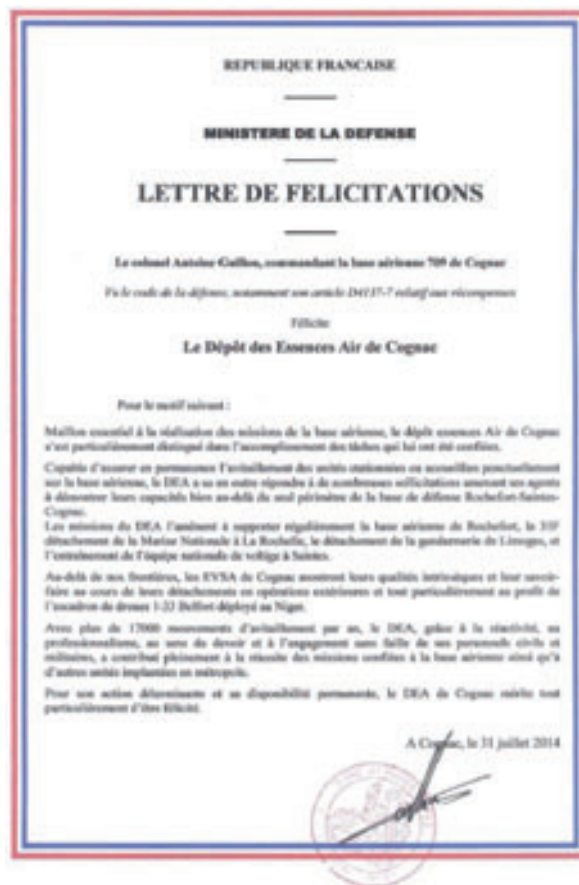 REPUBLIQUE FRANCAISE
MINISTERE DE LA DEFENSE
LETTRE DE FELICITATIONS
Le colonel Antoine Guillou, commandant la base aérienne 709 de Cognac
Vu le code de la défense, notamment son article D4137-7 relatif aux récompenses
Félicite
Le Dépôt des Essences Air de Cognac
Pour le motif suivant :
Maillon essentiel à la réalisation des missions de la base aérienne, le dépôt essences Air de Cognac
s'est particulièrement distingué dans l'accomplissement des tâches qui lui ont été confiées.
Capable d'assurer en permanence l'avitaillement des unités stationnées ou accueillies ponctuellement
sur la base aérienne, le DEA a su en outre répondre à de nombreuses sollicitations amenant ses agents
à démontrer leurs capacités bien au-delà du seul périmètre de la base de défense Rochefort-Saintes-
Cognac.
Les missions du DEA l'amènent à supporter régulièrement la base aérienne de Rochefort, le
détachement de la Marine Nationale à La Rochelle, le détachement de la gendarmerie de Limoges, et
l'entraînement de l'équipe nationale de voltige à Saintes.
Au-delà de nos frontières, les EVSA de Cognac montrent leurs qualités intrinsèques et leur savoir-
faire au cours de leurs détachements en opérations extérieures et tout particulièrement au profit de
l'escadron de drones 1-33 Belfort déployé au Niger.
Avec plus de 17000 mouvements d'avitaillement par an, le DEA, grâce à la réactivité, au
professionnalisme, au sens du devoir et à l'engagement sans faille de ses personnels civils et
militaires, a contribué pleinement à la réussite des missions confiées à la base aérienne ainsi qu'à
d'autres unités implantées en métropole.
Pour son action déterminante et sa disponibilité permanente, le DEA de Cognac mérite tout
particulièrement d'être félicité.
A Cognac, le 31 juillet 2014